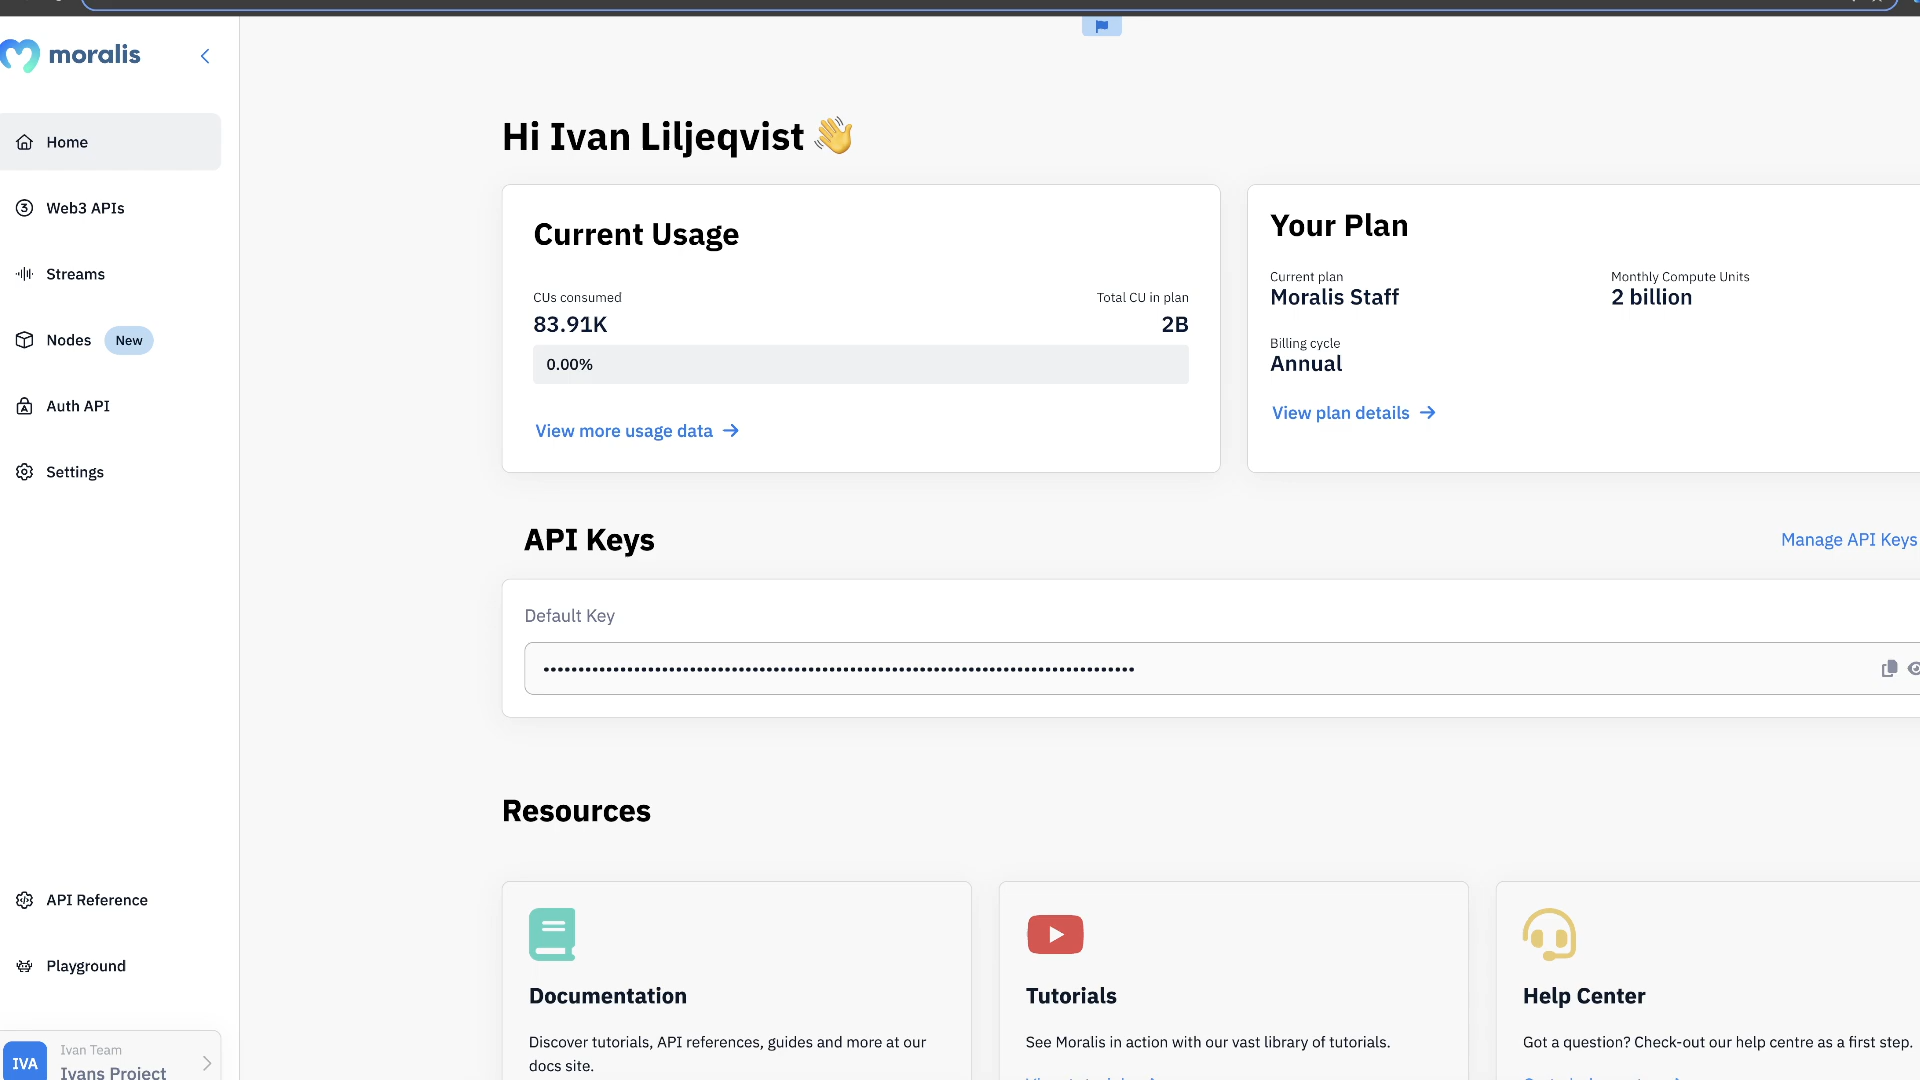 moralis
Home
Web3 APIs
Streams
Nodes New
Auth API
Settings
API Reference
Playground
IVA
Ivan Team
Ivans Project
Hi Ivan Liljeqvist 👋
Current Usage
CUs consumed
83.91K
Total CU in plan
2B
0.00%
View more usage data →
Your Plan
Current plan
Moralis Staff
Monthly Compute Units
2 billion
Billing cycle
Annual
View plan details →
API Keys
Manage API Keys
Default Key
Resources
Documentation
Discover tutorials, API references, guides and more at our
docs site.
Tutorials
See Moralis in action with our vast library of tutorials.
Help Center
Got a question? Check-out our help centre as a first step.